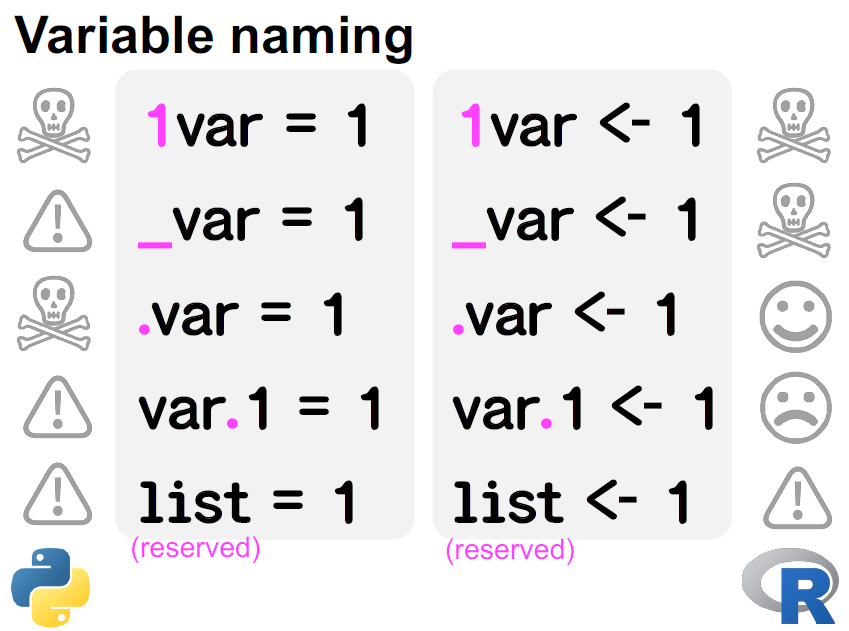 Variable naming
1var = 1
1var <- 1
_var = 1
_var <- 1
.var = 1
.var <- 1
var.1 = 1
var.1 <- 1
list = 1
list <- 1
(reserved)
(reserved)
R